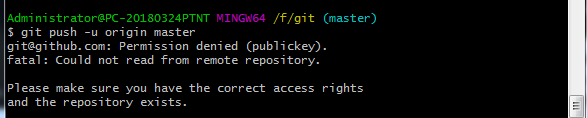 Administrator@PC-20180324PTNT MINGW64 /f/git (master)
$ git push -u origin master
git@github.com: Permission denied (publickey).
fatal: Could not read from remote repository.
Please make sure you have the correct access rights
and the repository exists.